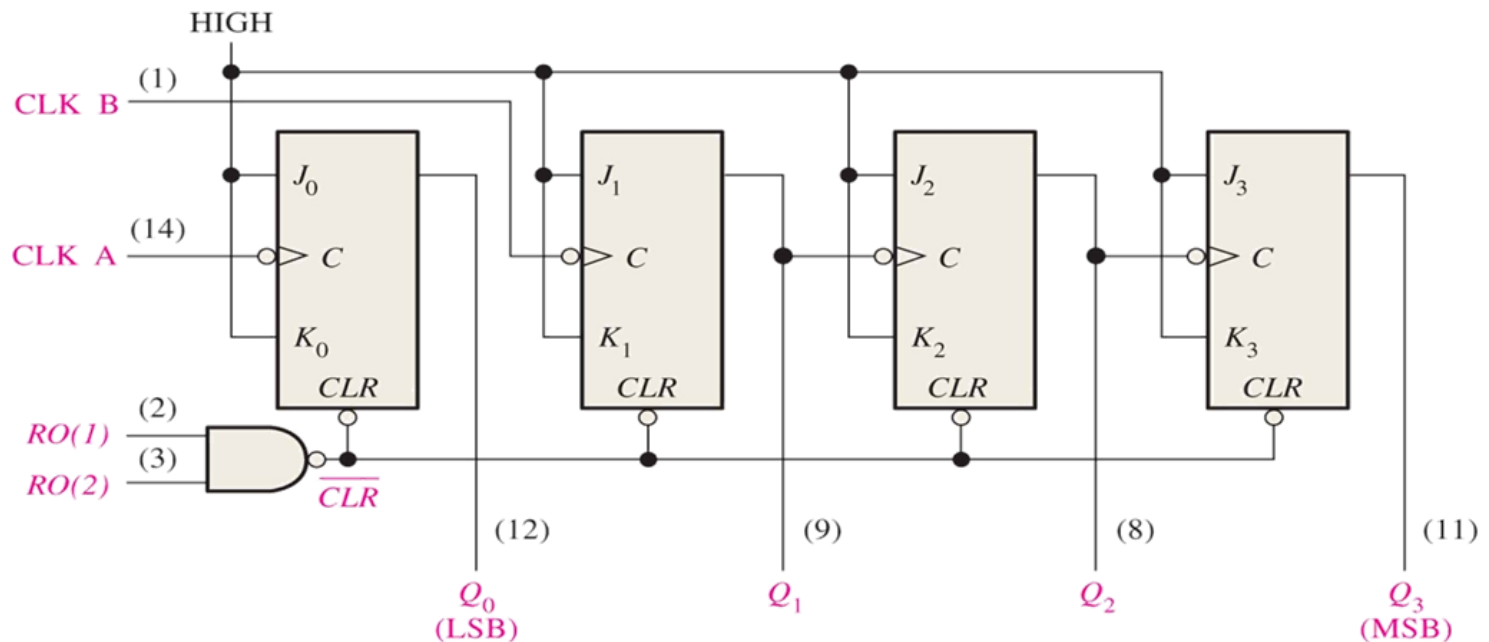 HIGH
(1)
CLK B
J0 J1 J2 J3
(14)
CLK A
C C C C
K0 K1 K2 K3
CLR CLR CLR CLR
(2)
RO(1)
(3)
RO(2)
CLR
(12) (9) (8) (11)
Q0 Q1 Q2 Q3
(LSB) (MSB)